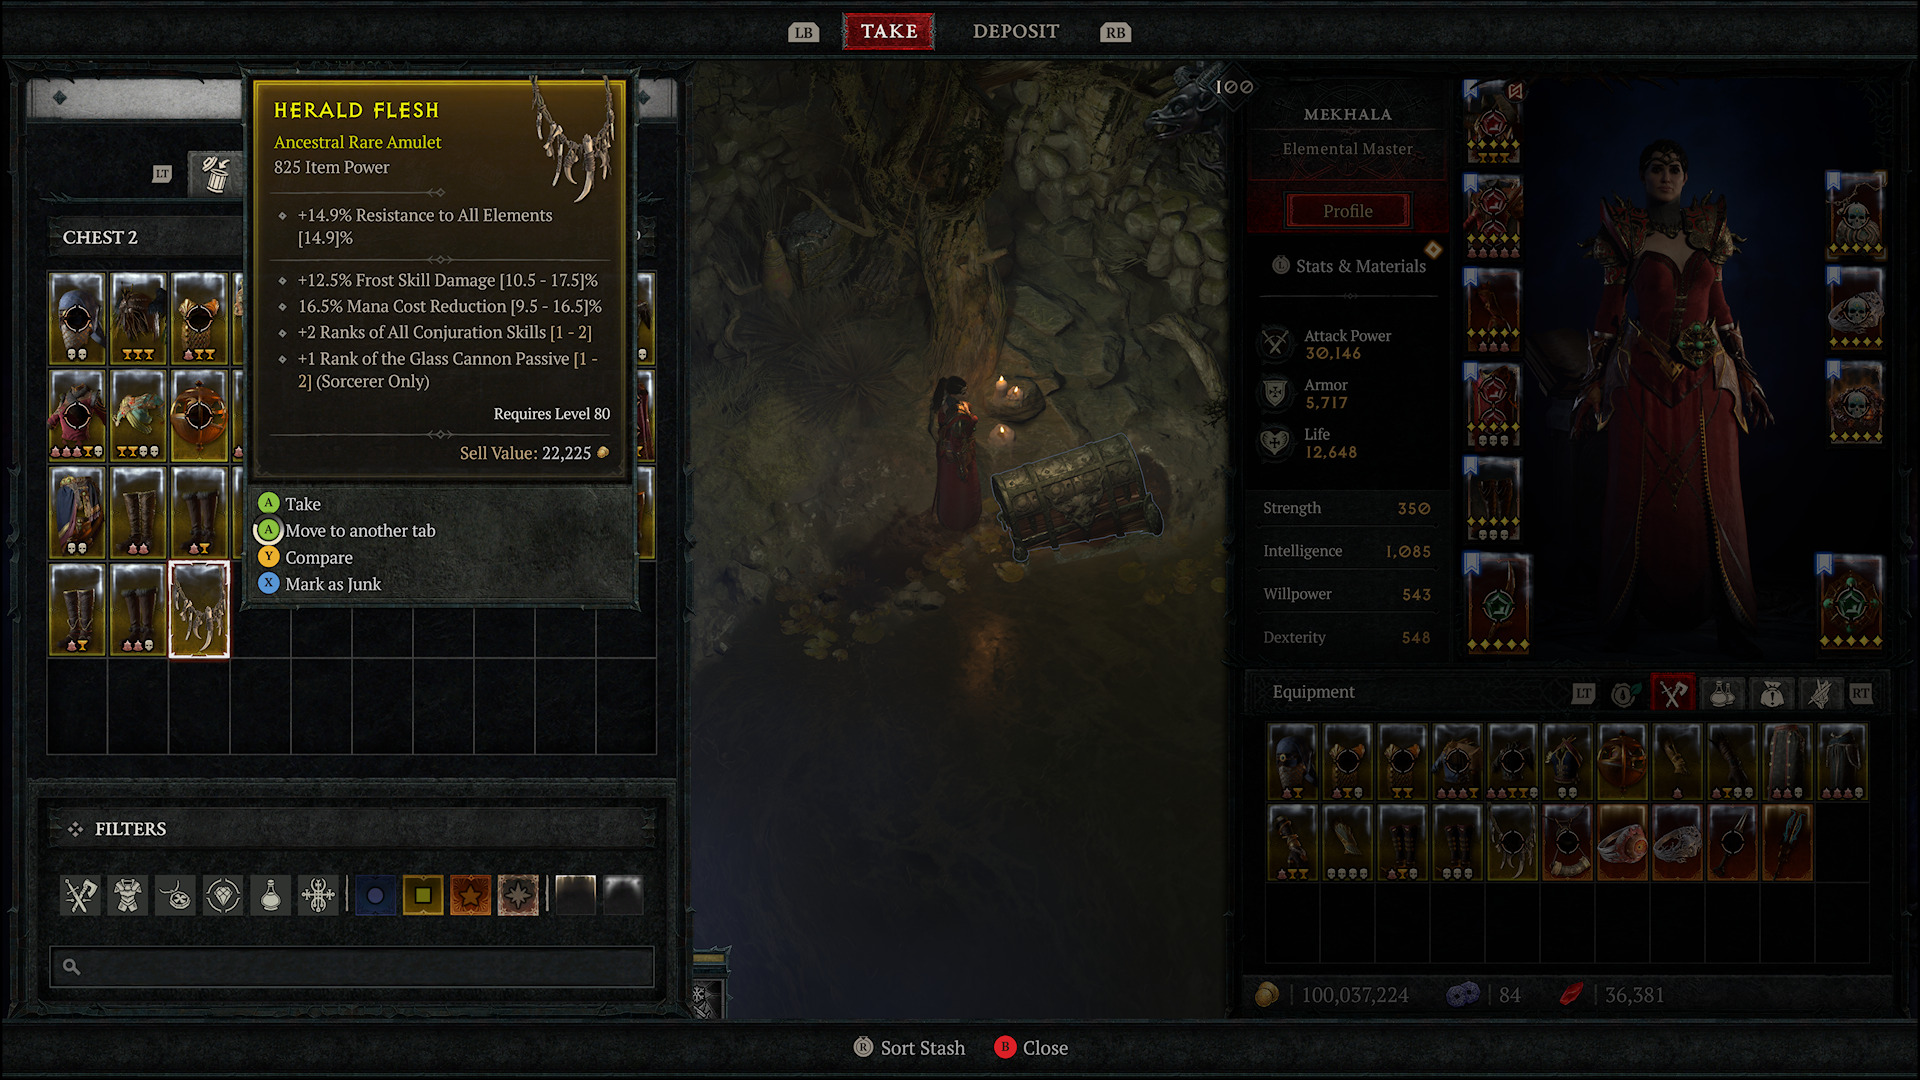 LB
TAKE
DEPOSIT
RB
HERALD FLESH
Ancestral Rare Amulet
825 Item Power
+14.9% Resistance to All Elements
[14.9]%
+12.5% Frost Skill Damage [10.5 - 17.5]%
16.5% Mana Cost Reduction [9.5 - 16.5]%
+2 Ranks of All Conjuration Skills [1 - 2]
+1 Rank of the Glass Cannon Passive [1 -
2] (Sorcerer Only)
Requires Level 80
Sell Value: 22,225
A Take
A Move to another tab
Y Compare
X Mark as Junk
LT
CHEST 2
FILTERS
100
MEKHALA
Elemental Master
Profile
L Stats & Materials
Attack Power
30,146
Armor
5,717
Life
12,648
Strength 350
Intelligence 1,085
Willpower 543
Dexterity 548
Equipment
LT
RT
100,037,224
84
36,381
R Sort Stash
B Close